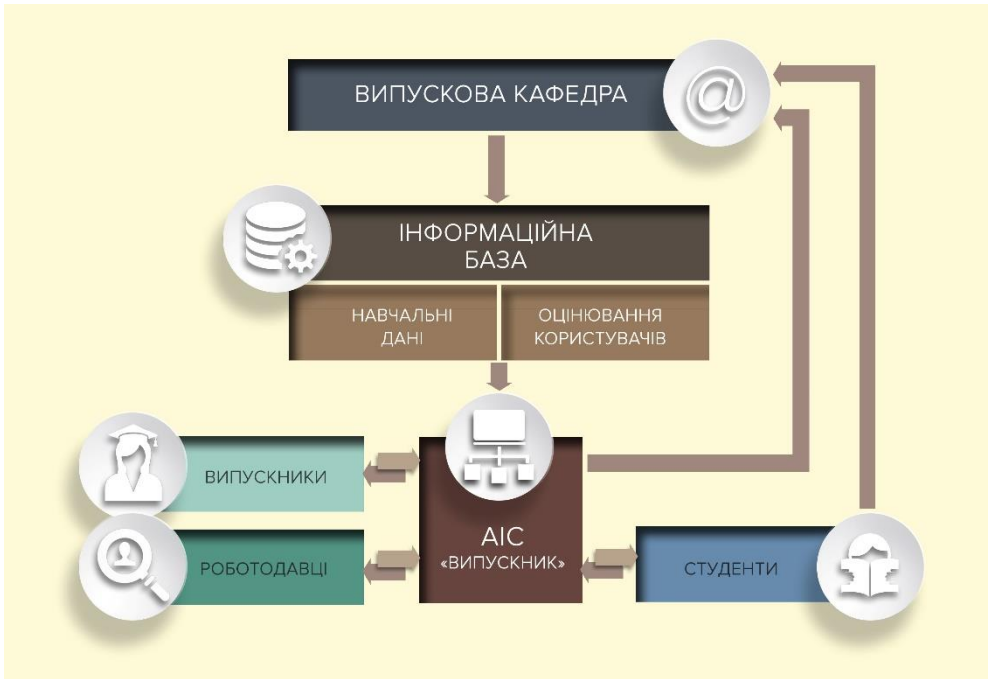 ВИПУСКОВА КАФЕДРА
@
ІНФОРМАЦІЙНА
БАЗА
НАВЧАЛЬНІ
ДАНІ
ОЦІНЮВАННЯ
КОРИСТУВАЧІВ
ВИПУСКНИКИ
РОБОТОДАВЦІ
АІС
«ВИПУСКНИК»
СТУДЕНТИ